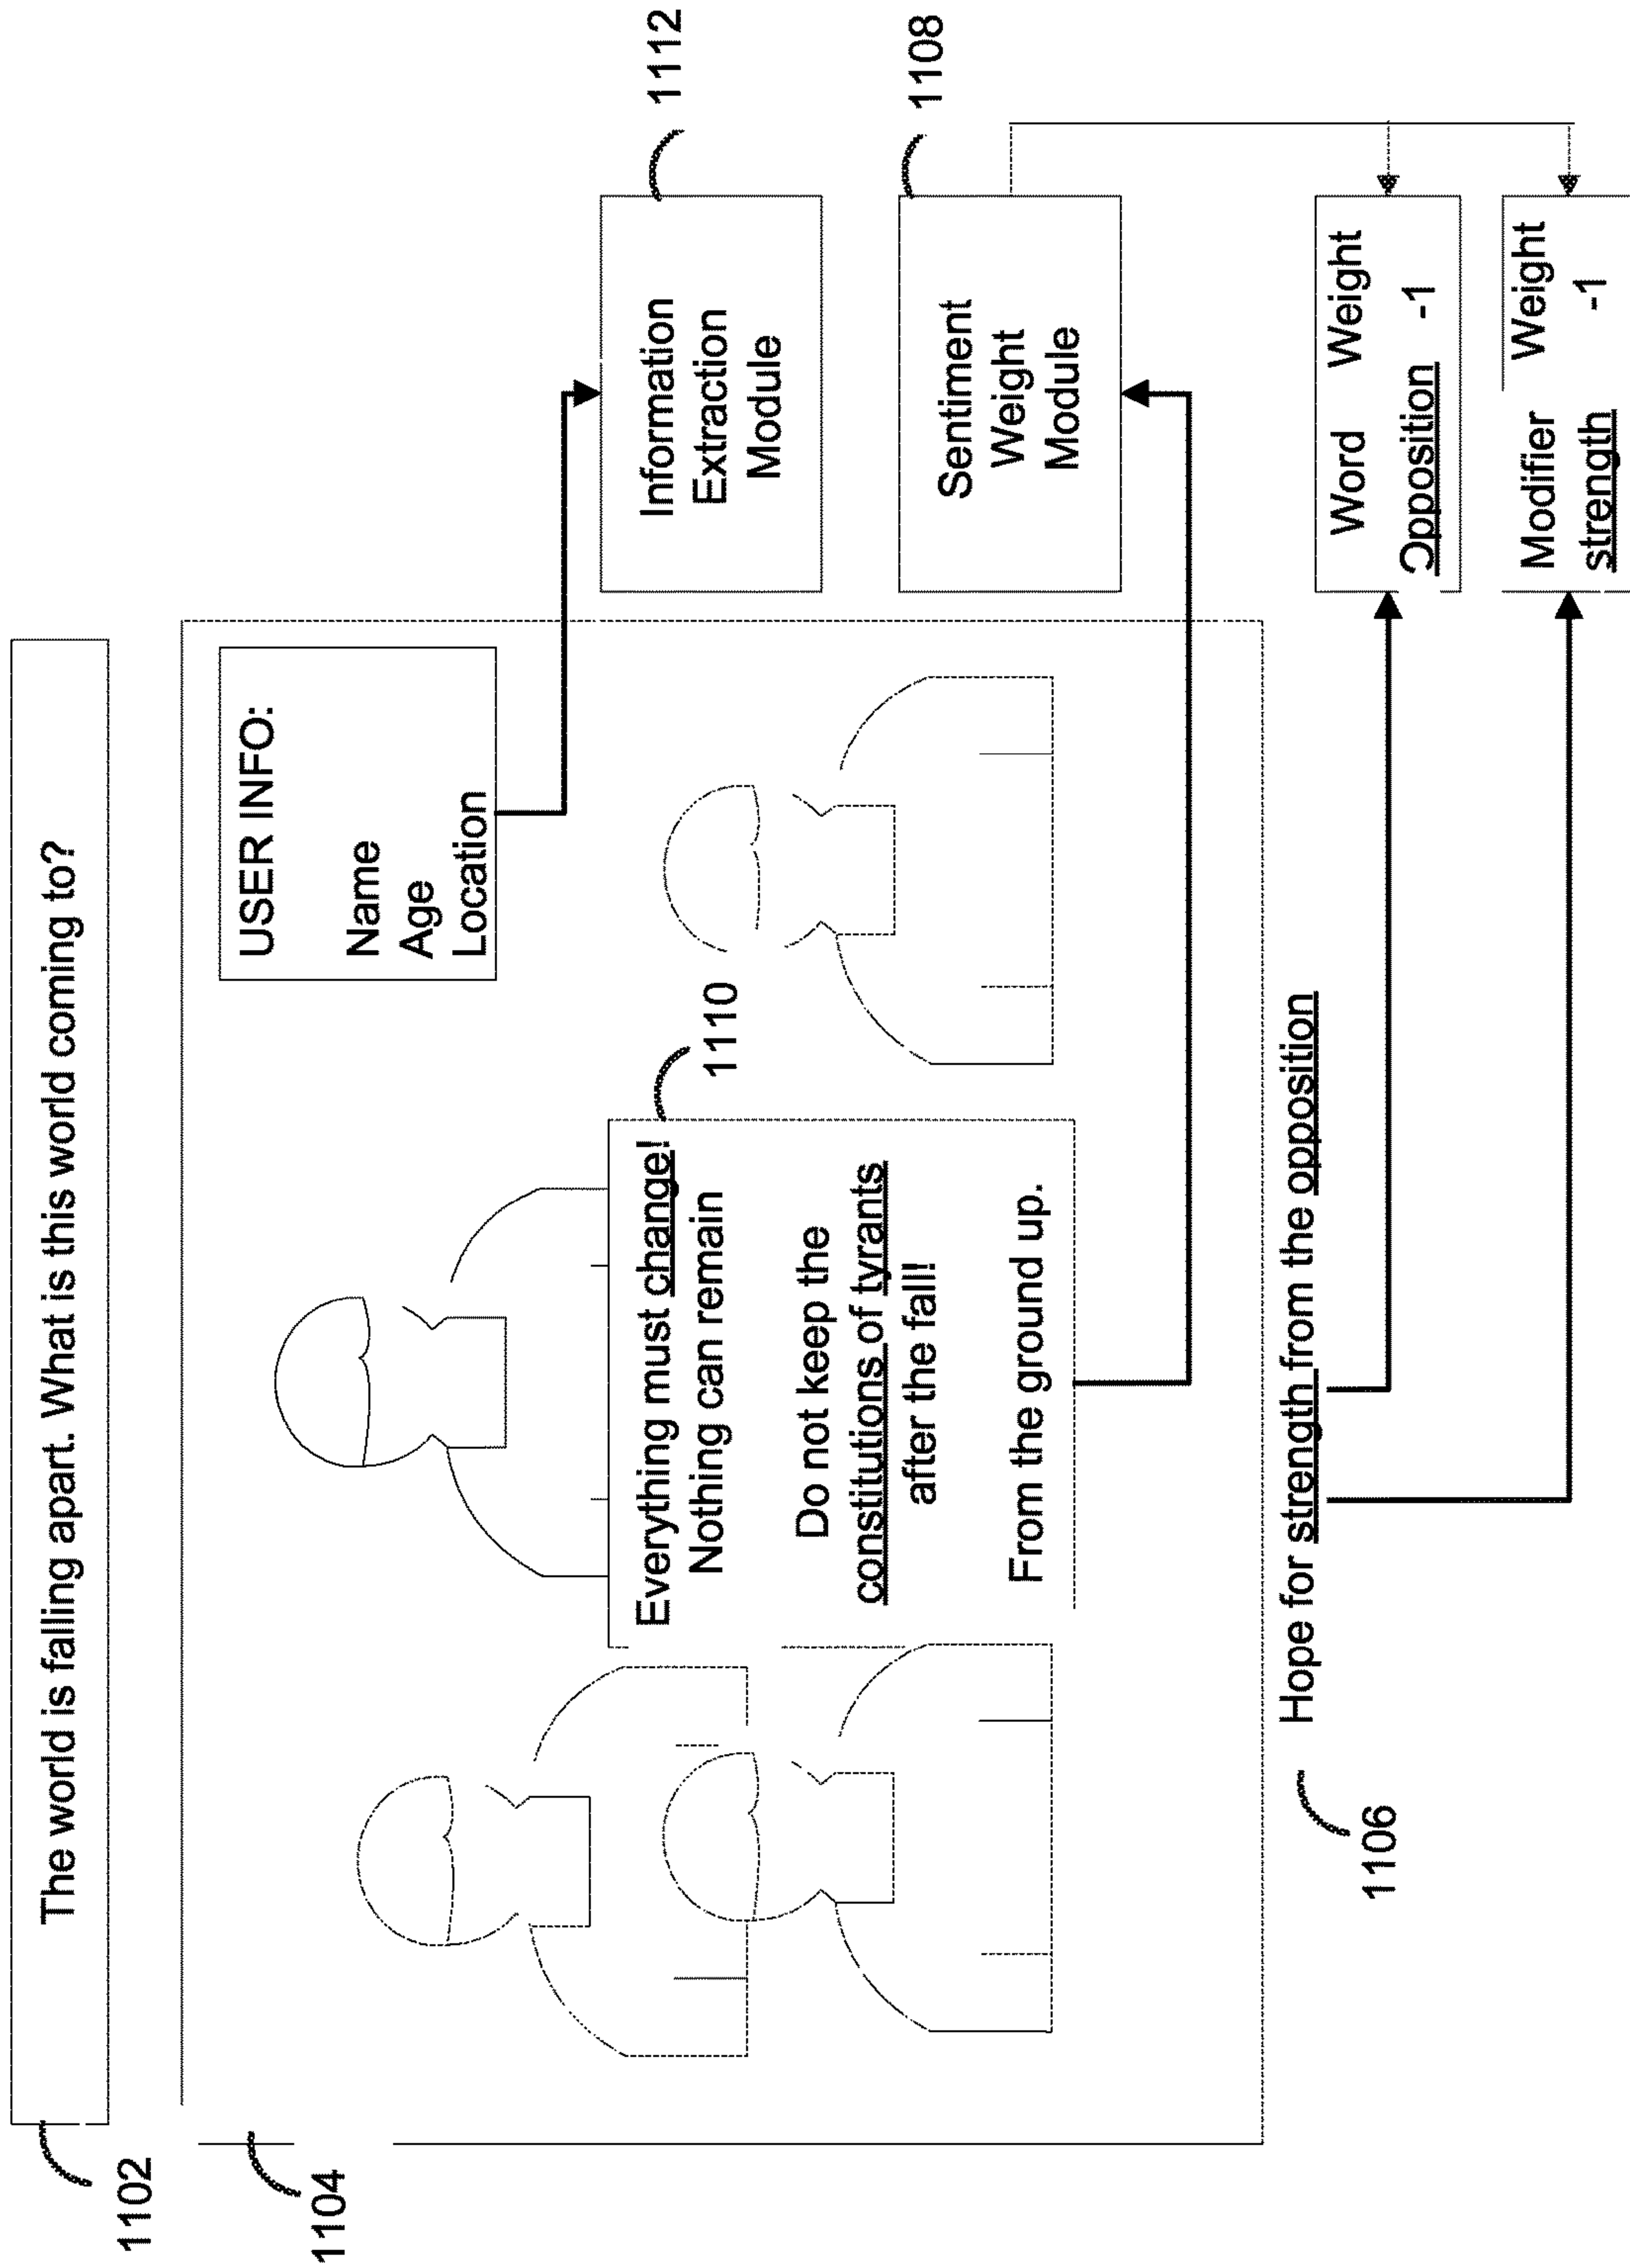 The world is falling apart. What is this world coming to?
1102
1104
USER INFO:
Name
Age
Location
1112
Information
Extraction
Module
1110
Everything must change!
Nothing can remain
Do not keep the
constitutions of tyrants
after the fall!
From the ground up.
1108
Sentiment
Weight
Module
1106
Hope for strength from the opposition
Word Weight
Opposition -1
Modifier Weight
strength -1